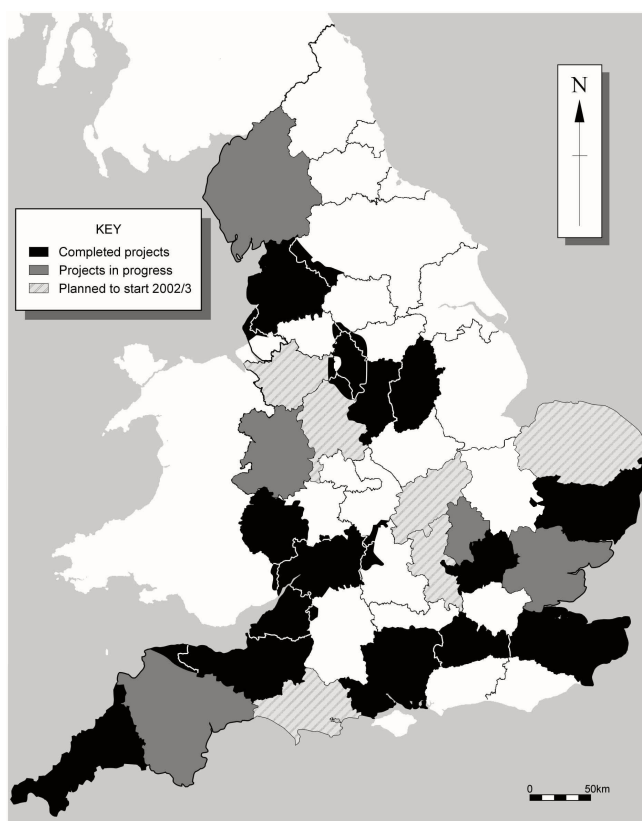 N
KEY
Completed projects
Projects in progress
Planned to start 2002/3
0 50km